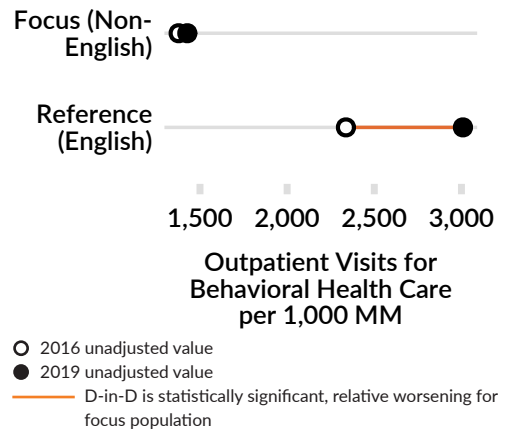 Focus (Non-
English)
Reference
(English)
1,500 2,000 2,500 3,000
Outpatient Visits for
Behavioral Health Care
per 1,000 MM
2016 unadjusted value
2019 unadjusted value
D-in-D is statistically significant, relative worsening for
focus population